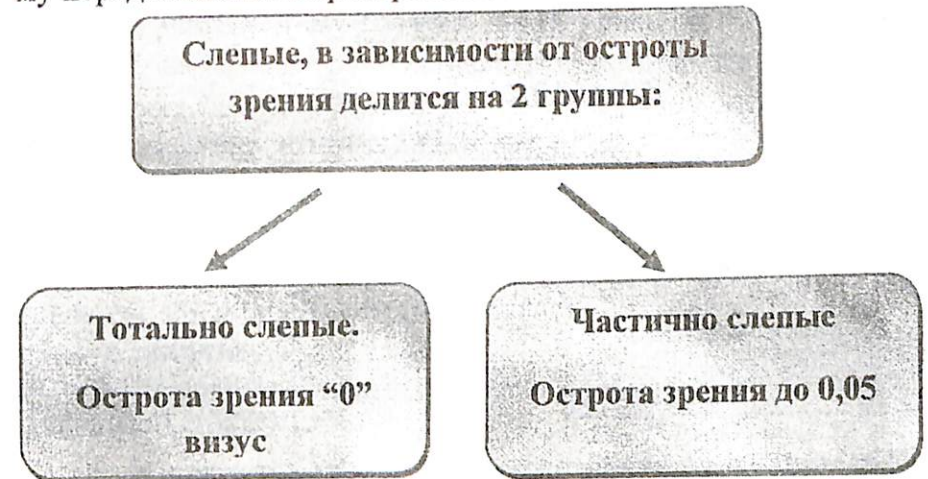 Слепые, в зависимости от остроты
зрения делится на 2 группы:
Тотально слепые.
Острота зрения “0”
визус
Частично слепые
Острота зрения до 0,05